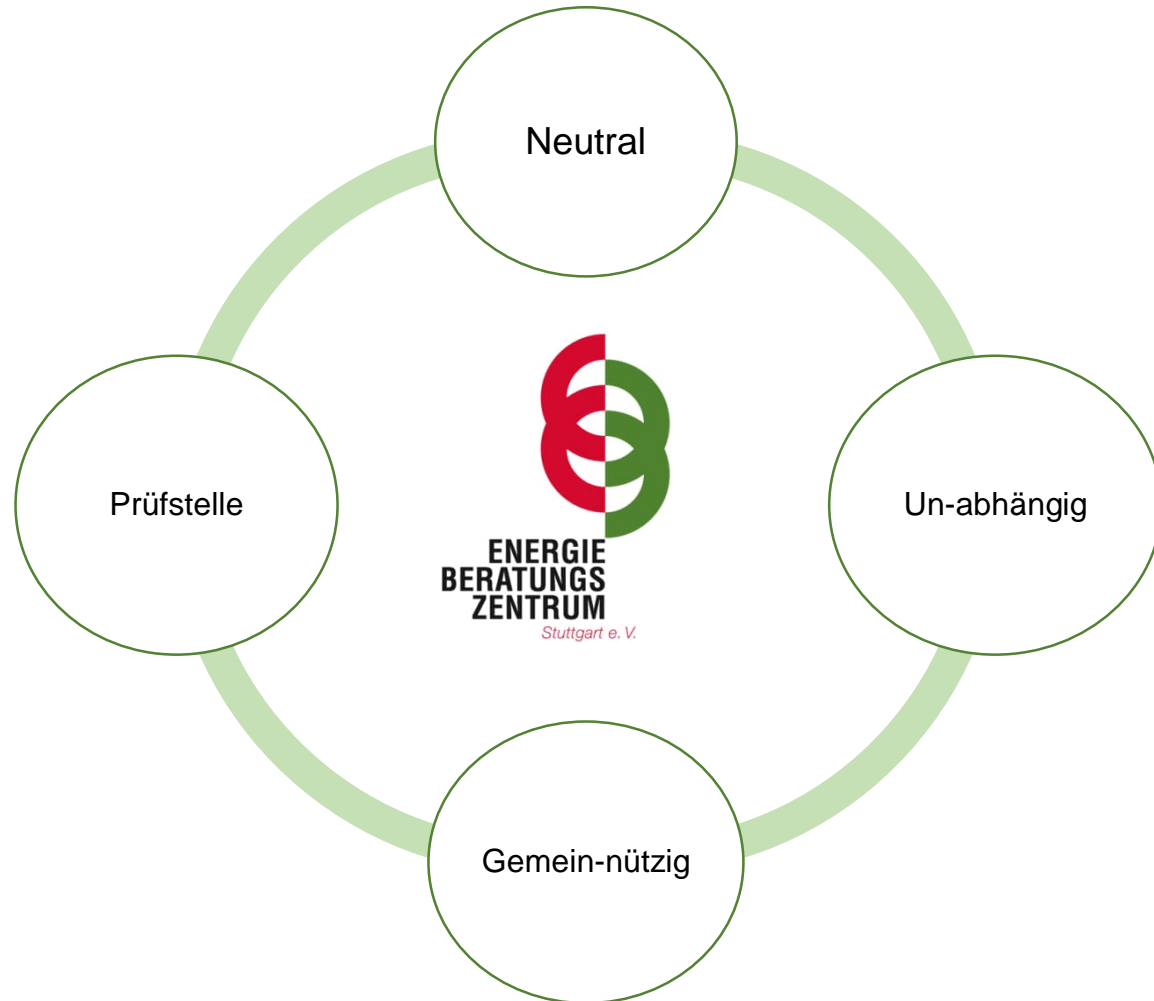 Neutral
Prüfstelle
Un-abhängig
ENERGIE
BERATUNGS
ZENTRUM
Stuttgart e. V.
Gemein-nützig